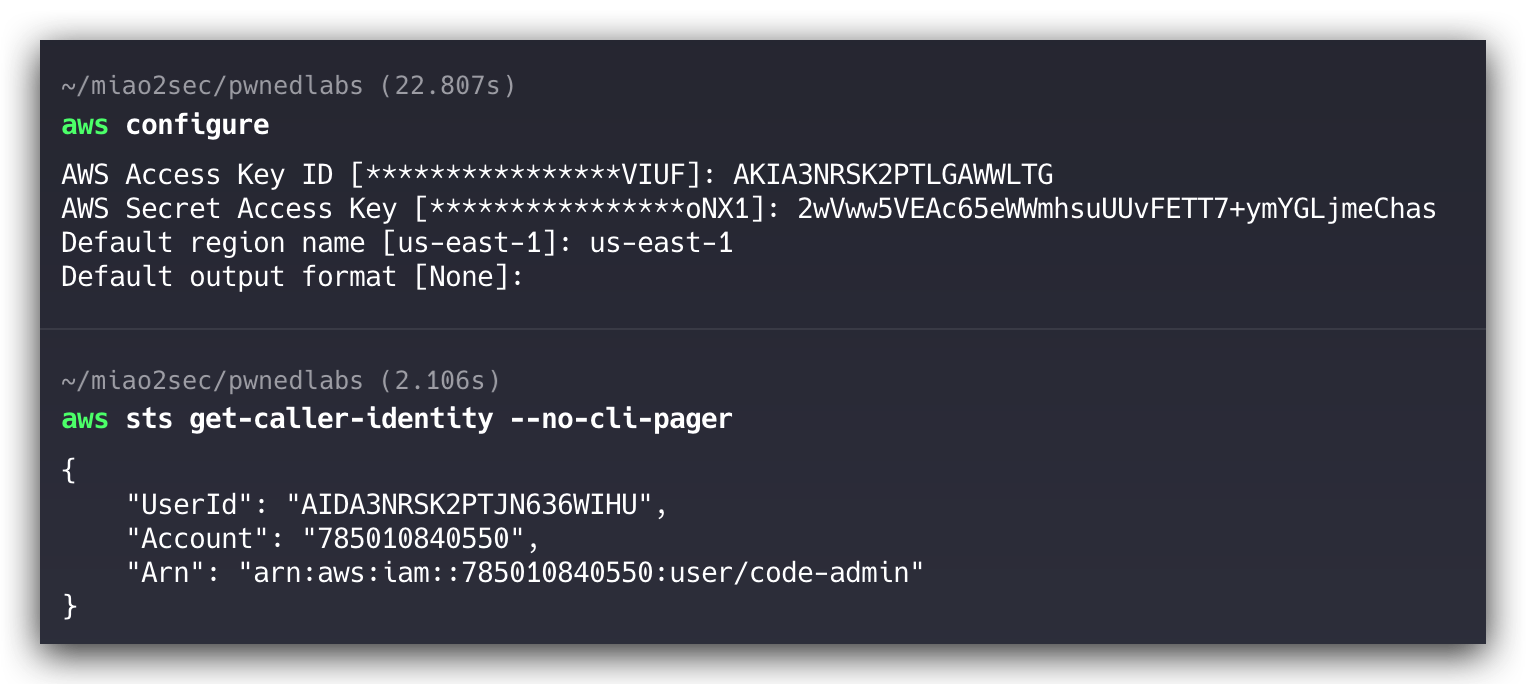 ~/miao2sec/pwnedlabs (22.807s)
aws configure
AWS Access Key ID [****************VIUF]: AKIA3NRSK2PTLGAWWLTG
AWS Secret Access Key [****************oNX1]: 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
Default region name [us-east-1]: us-east-1
Default output format [None]:
~/miao2sec/pwnedlabs (2.106s)
aws sts get-caller-identity --no-cli-pager
{
    "UserId": "AIDA3NRSK2PTJN636WIHU",
    "Account": "785010840550",
    "Arn": "arn:aws:iam::785010840550:user/code-admin"
}